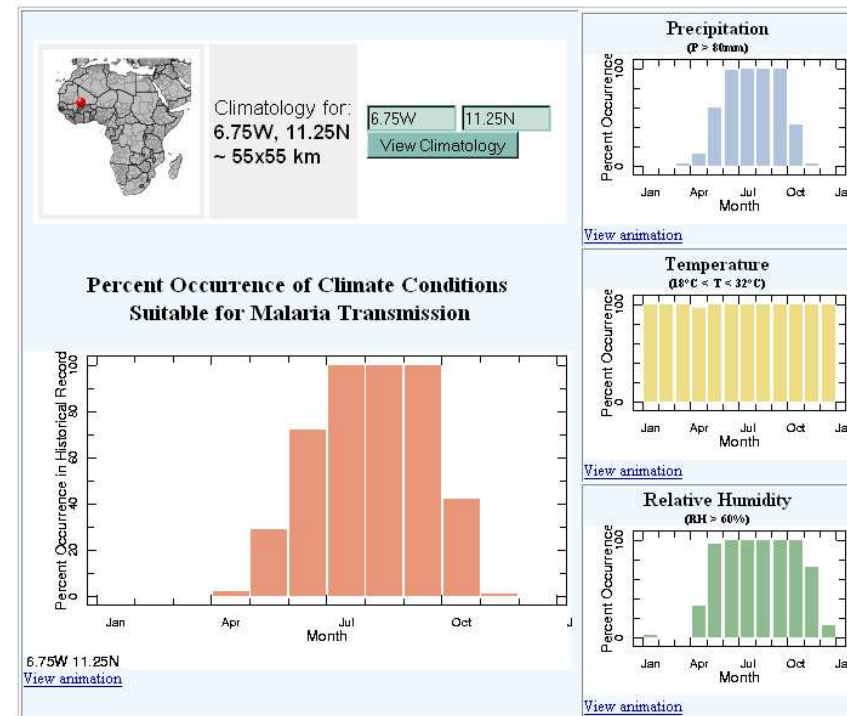 Climatology for:
6.75W, 11.25N
~ 55x55 km
6.75W 11.25N
View Climatology
Percent Occurrence of Climate Conditions
Suitable for Malaria Transmission
Percent Occurrence in Historical Record
100
80
60
40
20
0
Jan Apr Jul Oct J
Month
6.75W 11.25N
View animation
Precipitation
(P > 80mm)
Percent Occurrence
100
0
Jan Apr Jul Oct Ja
Month
View animation
Temperature
(18°C < T < 32°C)
Percent Occurrence
100
0
Jan Apr Jul Oct Ja
Month
View animation
Relative Humidity
(RH > 60%)
Percent Occurrence
100
0
Jan Apr Jul Oct Ja
Month
View animation